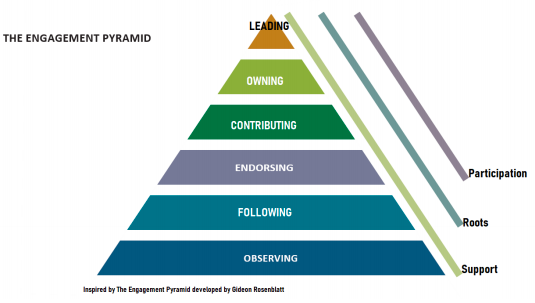 LEADING
THE ENGAGEMENT PYRAMID
OWNING
CONTRIBUTING
ENDORSING
Participation
FOLLOWING
Roots
OBSERVING
Support
Inspired by The Engagement Pyramid developed by Gideon Rosenblatt